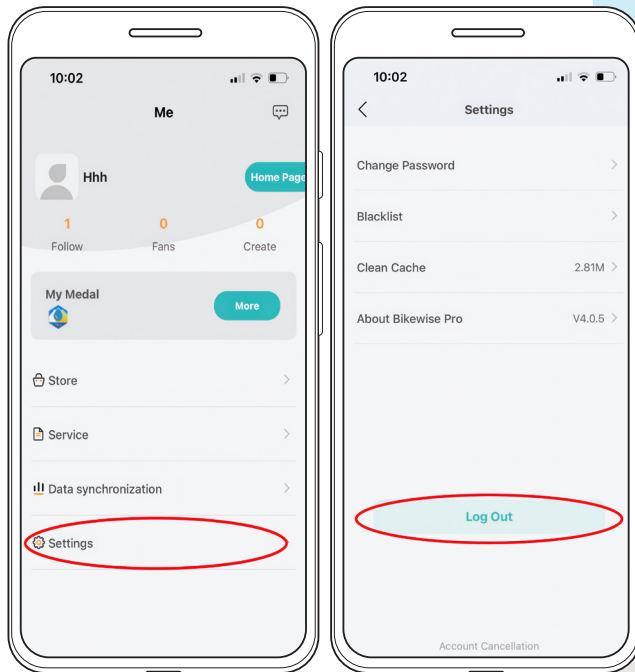 10:02
Me
Hhh
Home Page
1
0
0
Follow
Fans
Create
My Medal
More
Store
Service
Data synchronization
Settings
10:02
Settings
Change Password
Blacklist
Clean Cache
2.81M
About Bikewise Pro
V4.0.5
Log Out
Account Cancellation